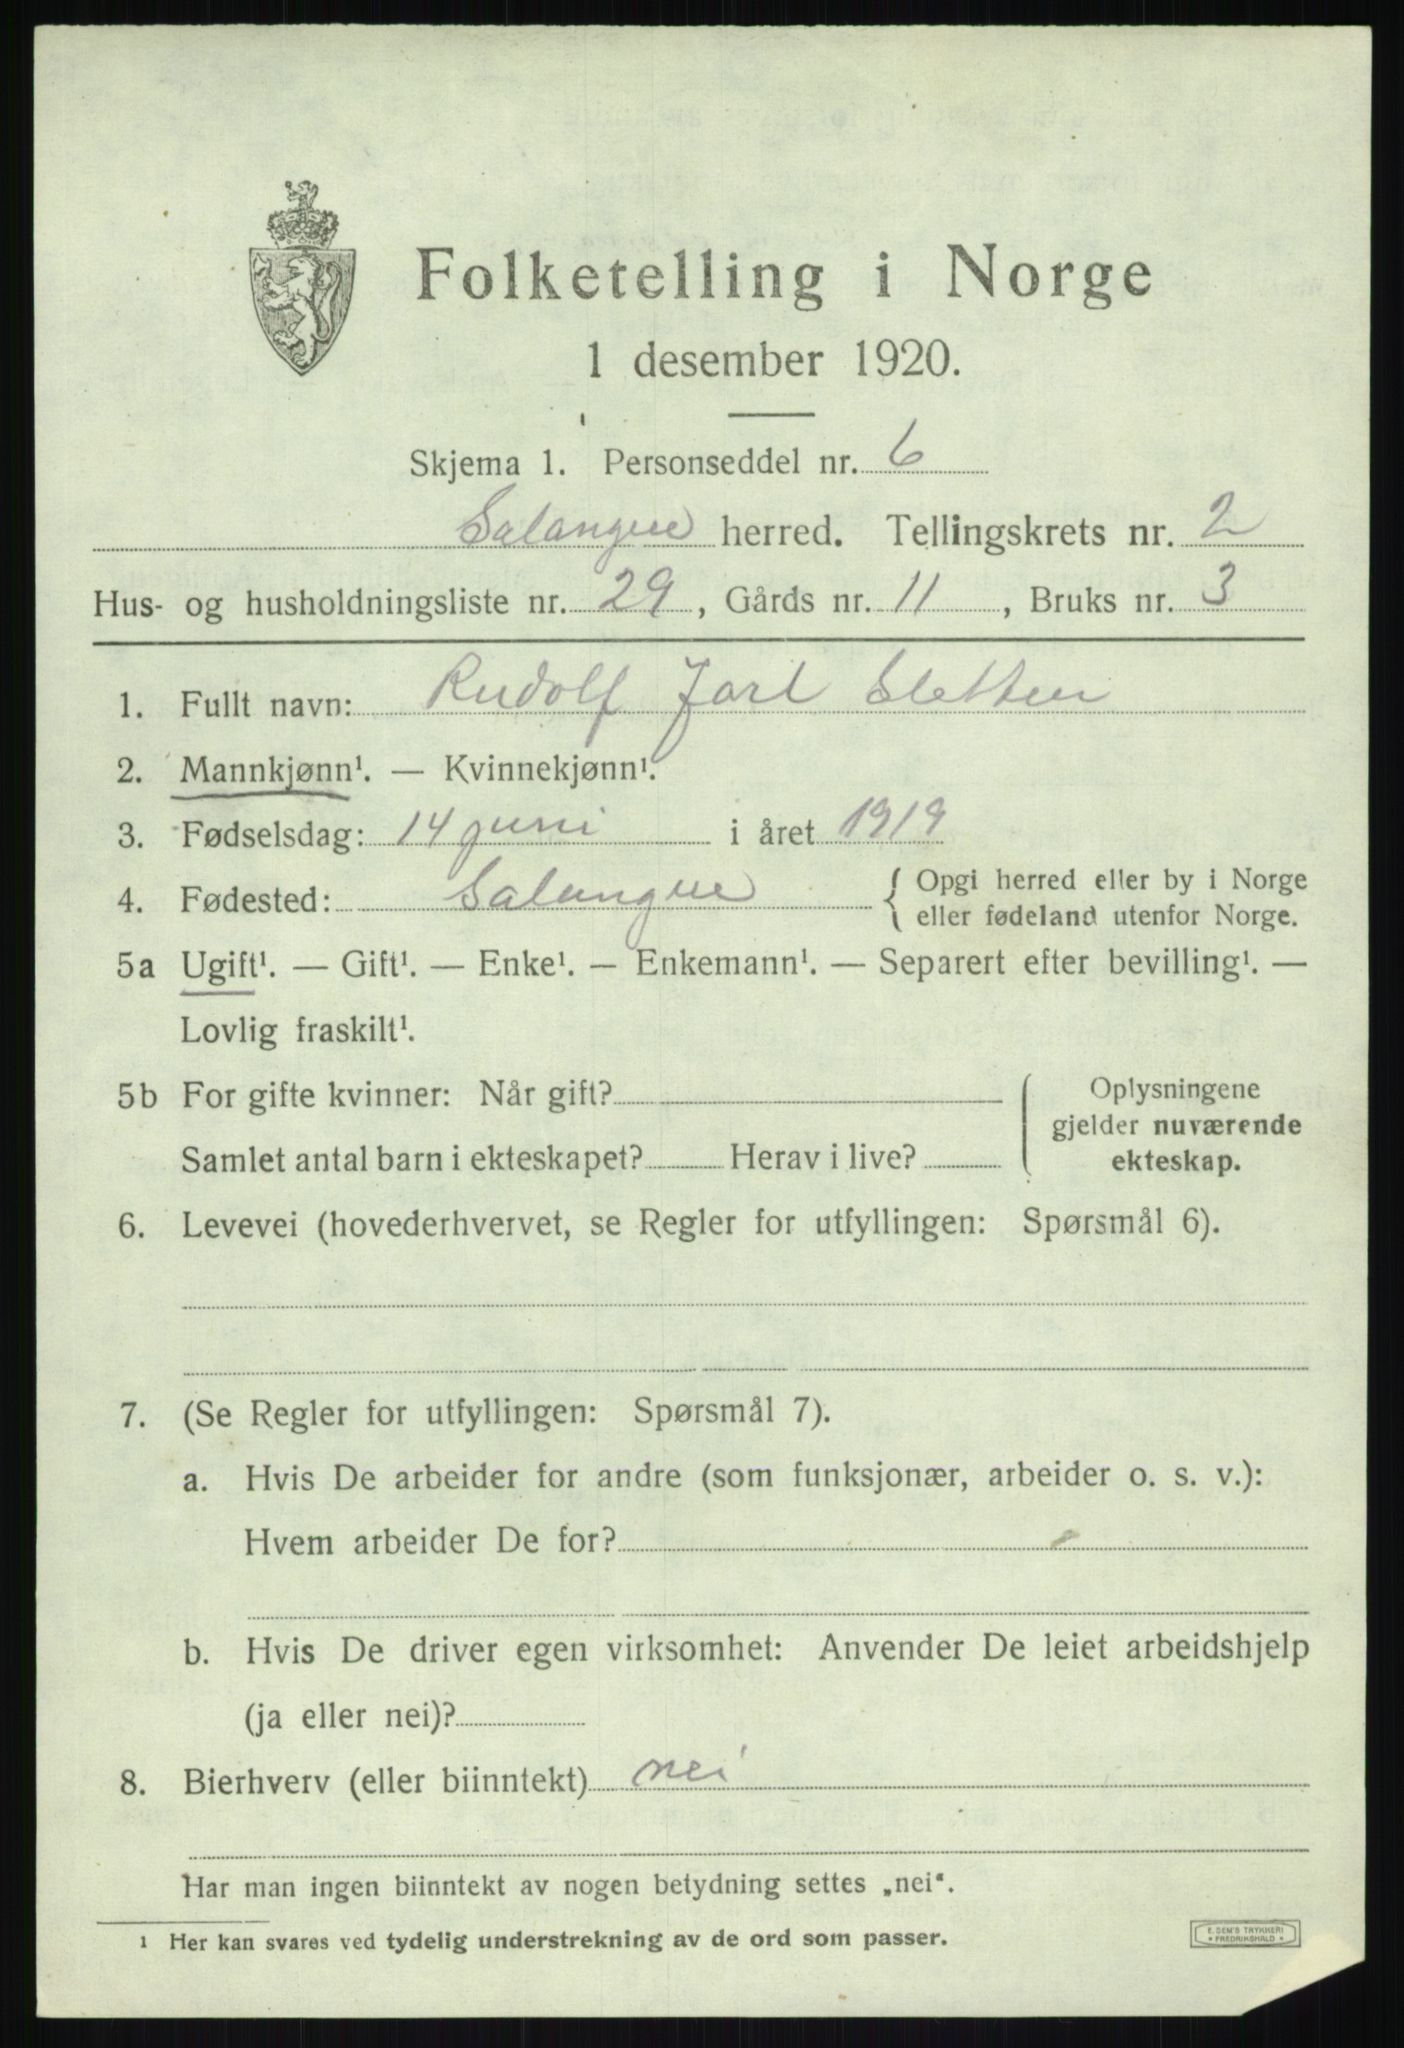 Folketelling i Norge
1 desember 1920.
Skjema 1. Personseddel nr. 6
Salangen herred. Tellingskrets nr. 2
Hus- og husholdningsliste nr. 29, Gårds nr. 11, Bruks nr. 3
1. Fullt navn: Rudolf Jarl Sletten
2. Mannkjønn¹. — Kvinnekjønn¹.
3. Fødselsdag: 14 juni i året 1919
4. Fødested: Salangen { Opgi herred eller by i Norge
eller fødeland utenfor Norge.
5a Ugift¹. — Gift¹. — Enke¹. — Enkemann¹. — Separert efter bevilling¹. —
Lovlig fraskilt¹.
5b For gifte kvinner: Når gift?
Samlet antal barn i ekteskapet? Herav i live?
Oplysningene
gjelder nuværende
ekteskap.
6. Levevei (hovederhvervet, se Regler for utfyllingen: Spørsmål 6).
7. (Se Regler for utfyllingen: Spørsmål 7).
a. Hvis De arbeider for andre (som funksjonær, arbeider o. s. v.):
Hvem arbeider De for?
b. Hvis De driver egen virksomhet: Anvender De leiet arbeidshjelp
(ja eller nei)?
8. Bierhverv (eller biinntekt) nei
Har man ingen biinntekt av nogen betydning settes „nei“.
¹ Her kan svares ved tydelig understrekning av de ord som passer.
E. SEM'S TRYKKERI
* FREDRIKSHALD *